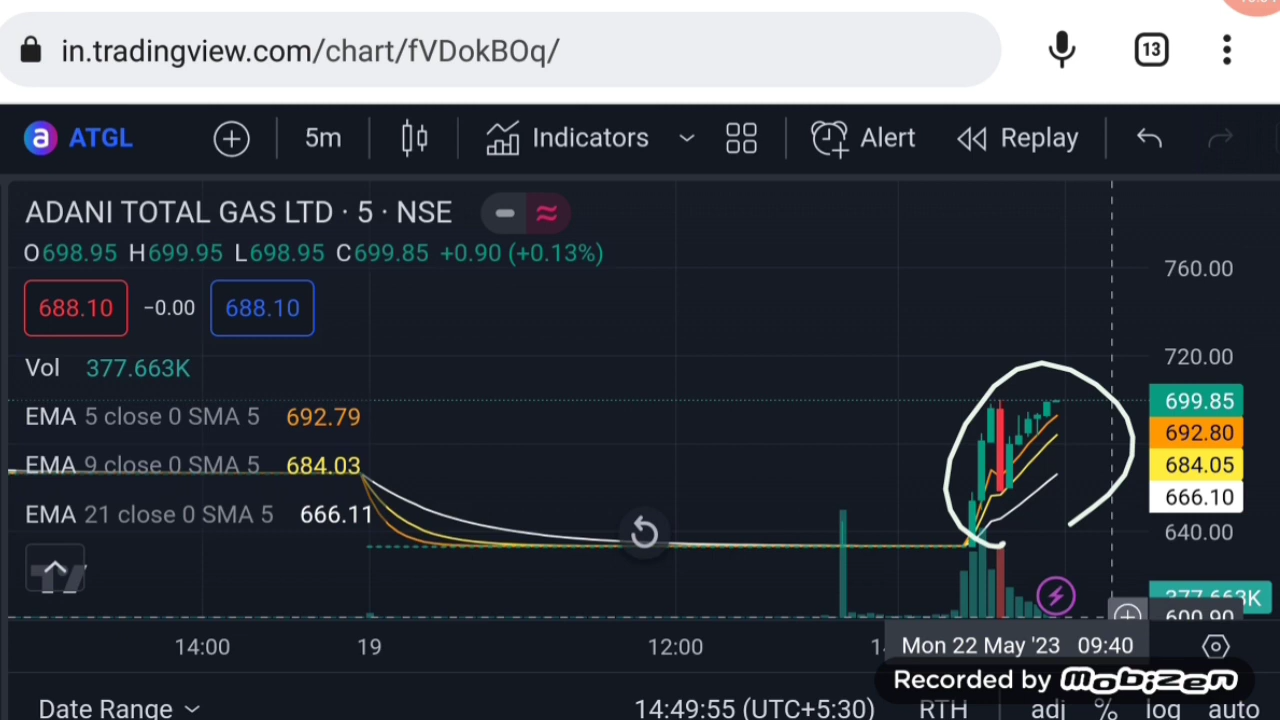 in.tradingview.com/chart/fVDokBOq/ 13
a ATGL 5m Indicators Alert Replay
ADANI TOTAL GAS LTD · 5 · NSE
O698.95 H699.95 L698.95 C699.85 +0.90 (+0.13%)
760.00
688.10 −0.00 688.10
Vol 377.663K
720.00
699.85
EMA 5 close 0 SMA 5 692.79
692.80
EMA 9 close 0 SMA 5 684.03
684.05
666.10
EMA 21 close 0 SMA 5 666.11
640.00
377.663K
600.90
14:00 19 12:00 Mon 22 May '23 09:40
Recorded by MOBIZEN
Date Range 14:49:55 (UTC+5:30) RTH adj % log auto